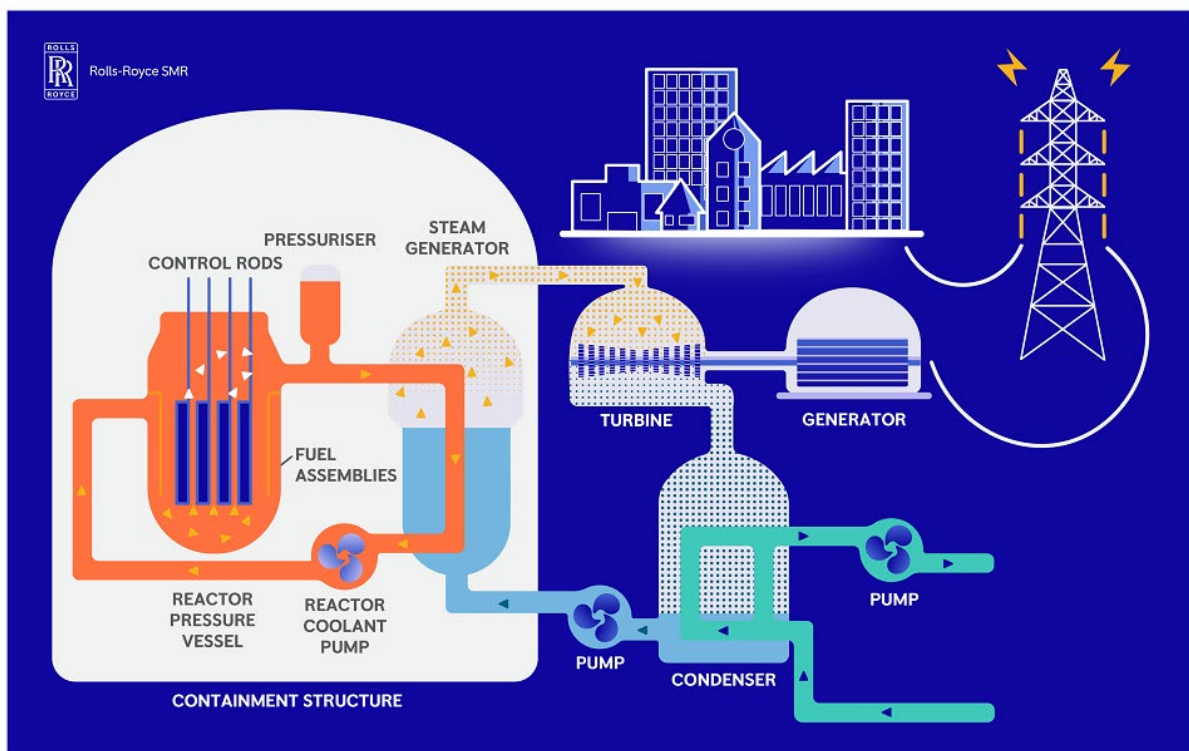 ROLLS
RR
ROYCE
Rolls-Royce SMR
STEAM
GENERATOR
PRESSURISER
CONTROL RODS
TURBINE
GENERATOR
FUEL
ASSEMBLIES
REACTOR
PRESSURE
VESSEL
REACTOR
COOLANT
PUMP
PUMP
PUMP
CONDENSER
CONTAINMENT STRUCTURE